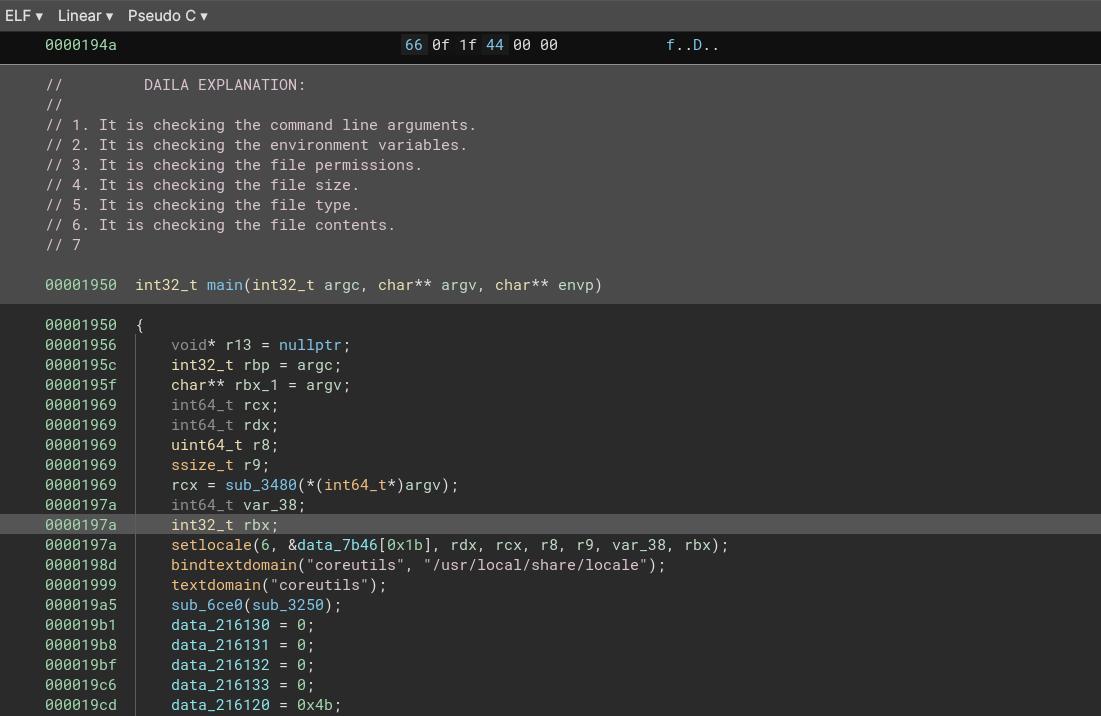 ELF ▾ Linear ▾ Pseudo C ▾
0000194a 66 0f 1f 44 00 00 f..D..
// DAILA EXPLANATION:
//
// 1. It is checking the command line arguments.
// 2. It is checking the environment variables.
// 3. It is checking the file permissions.
// 4. It is checking the file size.
// 5. It is checking the file type.
// 6. It is checking the file contents.
// 7
00001950 int32_t main(int32_t argc, char** argv, char** envp)
00001950 {
00001956 void* r13 = nullptr;
0000195c int32_t rbp = argc;
0000195f char** rbx_1 = argv;
00001969 int64_t rcx;
00001969 int64_t rdx;
00001969 uint64_t r8;
00001969 ssize_t r9;
00001969 rcx = sub_3480(*(int64_t*)argv);
0000197a int64_t var_38;
0000197a int32_t rbx;
0000197a setlocale(6, &data_7b46[0x1b], rdx, rcx, r8, r9, var_38, rbx);
0000198d bindtextdomain("coreutils", "/usr/local/share/locale");
00001999 textdomain("coreutils");
000019a5 sub_6ce0(sub_3250);
000019b1 data_216130 = 0;
000019b8 data_216131 = 0;
000019bf data_216132 = 0;
000019c6 data_216133 = 0;
000019cd data_216120 = 0x4b;